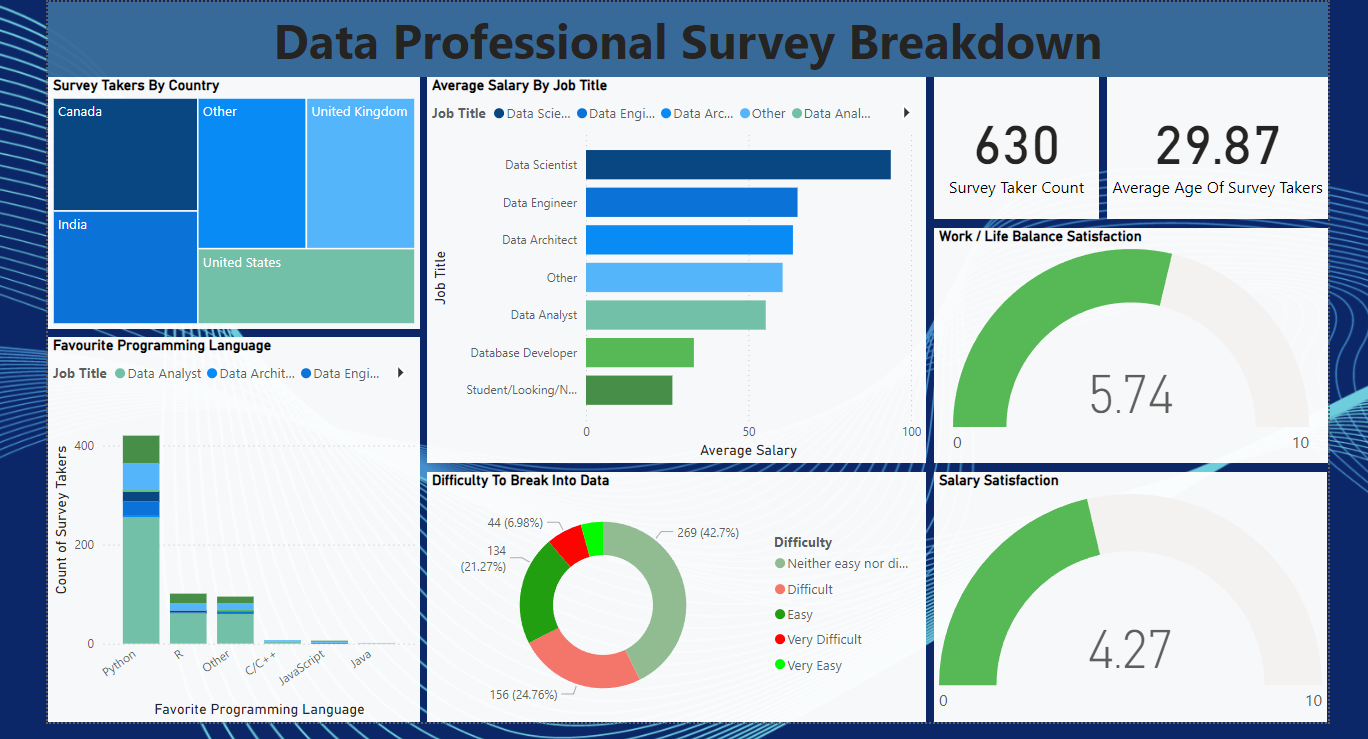 Data Professional Survey Breakdown
Survey Takers By Country
Canada
Other
United Kingdom
India
United States
Average Salary By Job Title
Job Title Data Scie... Data Engi... Data Arc... Other Data Anal...
Job Title
Data Scientist
Data Engineer
Data Architect
Other
Data Analyst
Database Developer
Student/Looking/N...
0 50 100
Average Salary
630
Survey Taker Count
29.87
Average Age Of Survey Takers
Work / Life Balance Satisfaction
5.74
0 10
Favourite Programming Language
Job Title Data Analyst Data Archit... Data Engi...
Count of Survey Takers
400
200
0
Python R Other C/C++ JavaScript Java
Favorite Programming Language
Difficulty To Break Into Data
44 (6.98%)
269 (42.7%)
134
(21.27%)
156 (24.76%)
Difficulty
Neither easy nor di...
Difficult
Easy
Very Difficult
Very Easy
Salary Satisfaction
4.27
0 10